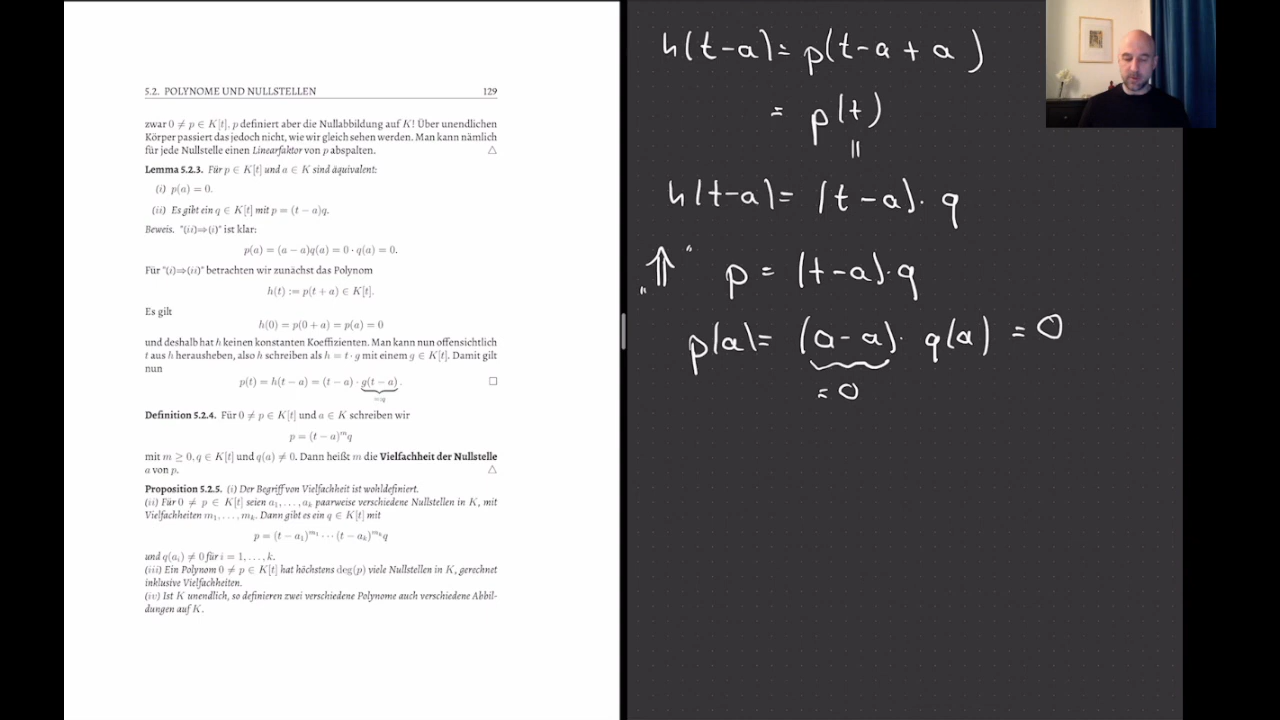 5.2. POLYNOME UND NULLSTELLEN 129
zwar 0 ≠ p ∈ K[t], p definiert aber die Nullabbildung auf K! Über unendlichen
Körper passiert das jedoch nicht, wie wir gleich sehen werden. Man kann nämlich
für jede Nullstelle einen Linearfaktor von p abspalten. △
Lemma 5.2.3. Für p ∈ K[t] und a ∈ K sind äquivalent:
(i) p(a) = 0.
(ii) Es gibt ein q ∈ K[t] mit p = (t − a)q.
Beweis. "(ii)⇒(i)" ist klar:
p(a) = (a − a)q(a) = 0 · q(a) = 0.
Für "(i)⇒(ii)" betrachten wir zunächst das Polynom
h(t) := p(t + a) ∈ K[t].
Es gilt
h(0) = p(0 + a) = p(a) = 0
und deshalb hat h keinen konstanten Koeffizienten. Man kann nun offensichtlich
t aus h herausheben, also h schreiben als h = t · g mit einem g ∈ K[t]. Damit gilt
nun
p(t) = h(t − a) = (t − a) · g(t − a) . □
=:q
Definition 5.2.4. Für 0 ≠ p ∈ K[t] und a ∈ K schreiben wir
p = (t − a)^m q
mit m ≥ 0, q ∈ K[t] und q(a) ≠ 0. Dann heißt m die Vielfachheit der Nullstelle
a von p. △
Proposition 5.2.5. (i) Der Begriff von Vielfachheit ist wohldefiniert.
(ii) Für 0 ≠ p ∈ K[t] seien a₁, . . . , aₖ paarweise verschiedene Nullstellen in K, mit
Vielfachheiten m₁, . . . , mₖ. Dann gibt es ein q ∈ K[t] mit
p = (t − a₁)^m₁ · · · (t − aₖ)^mₖ q
und q(aᵢ) ≠ 0 für i = 1, . . . , k.
(iii) Ein Polynom 0 ≠ p ∈ K[t] hat höchstens deg(p) viele Nullstellen in K, gerechnet
inklusive Vielfachheiten.
(iv) Ist K unendlich, so definieren zwei verschiedene Polynome auch verschiedene Abbil-
dungen auf K.
h(t-a) = p(t-a + a)
= p(t)
||
h(t-a) = (t-a) · q
„⇑“ p = (t-a) · q
p(a) = (a-a) · q(a) = 0
= 0